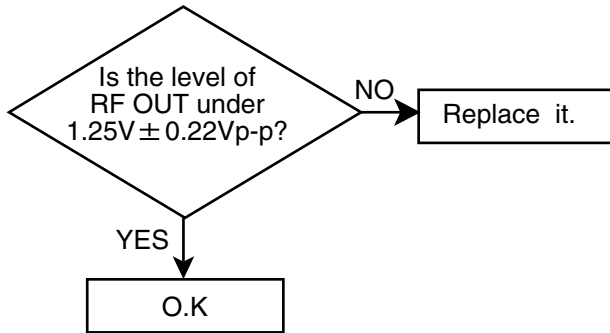 Is the level of
RF OUT under
1.25V ± 0.22Vp-p?
NO
Replace it.
YES
O.K